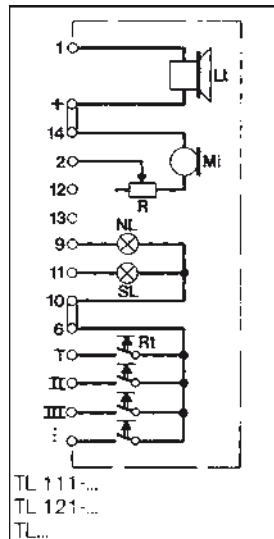 1
Lt
+
14
Mi
2
12
R
13
NL
9
11
SL
10
6
Rt
I
II
III
⋮
TL 111-...
TL 121-...
TL...